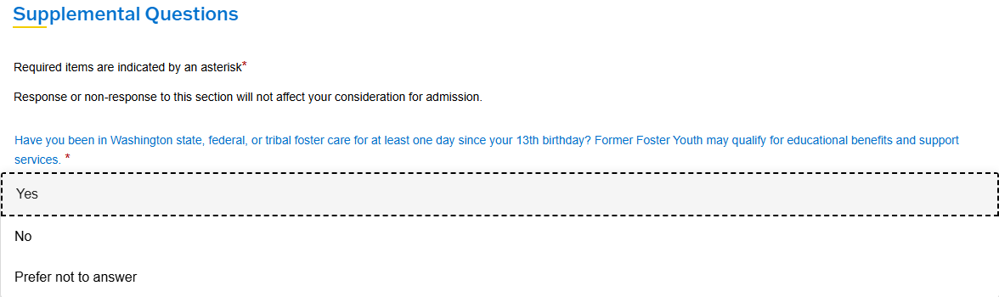 Supplemental Questions
Required items are indicated by an asterisk*
Response or non-response to this section will not affect your consideration for admission.
Have you been in Washington state, federal, or tribal foster care for at least one day since your 13th birthday? Former Foster Youth may qualify for educational benefits and support
services. *
Yes
No
Prefer not to answer